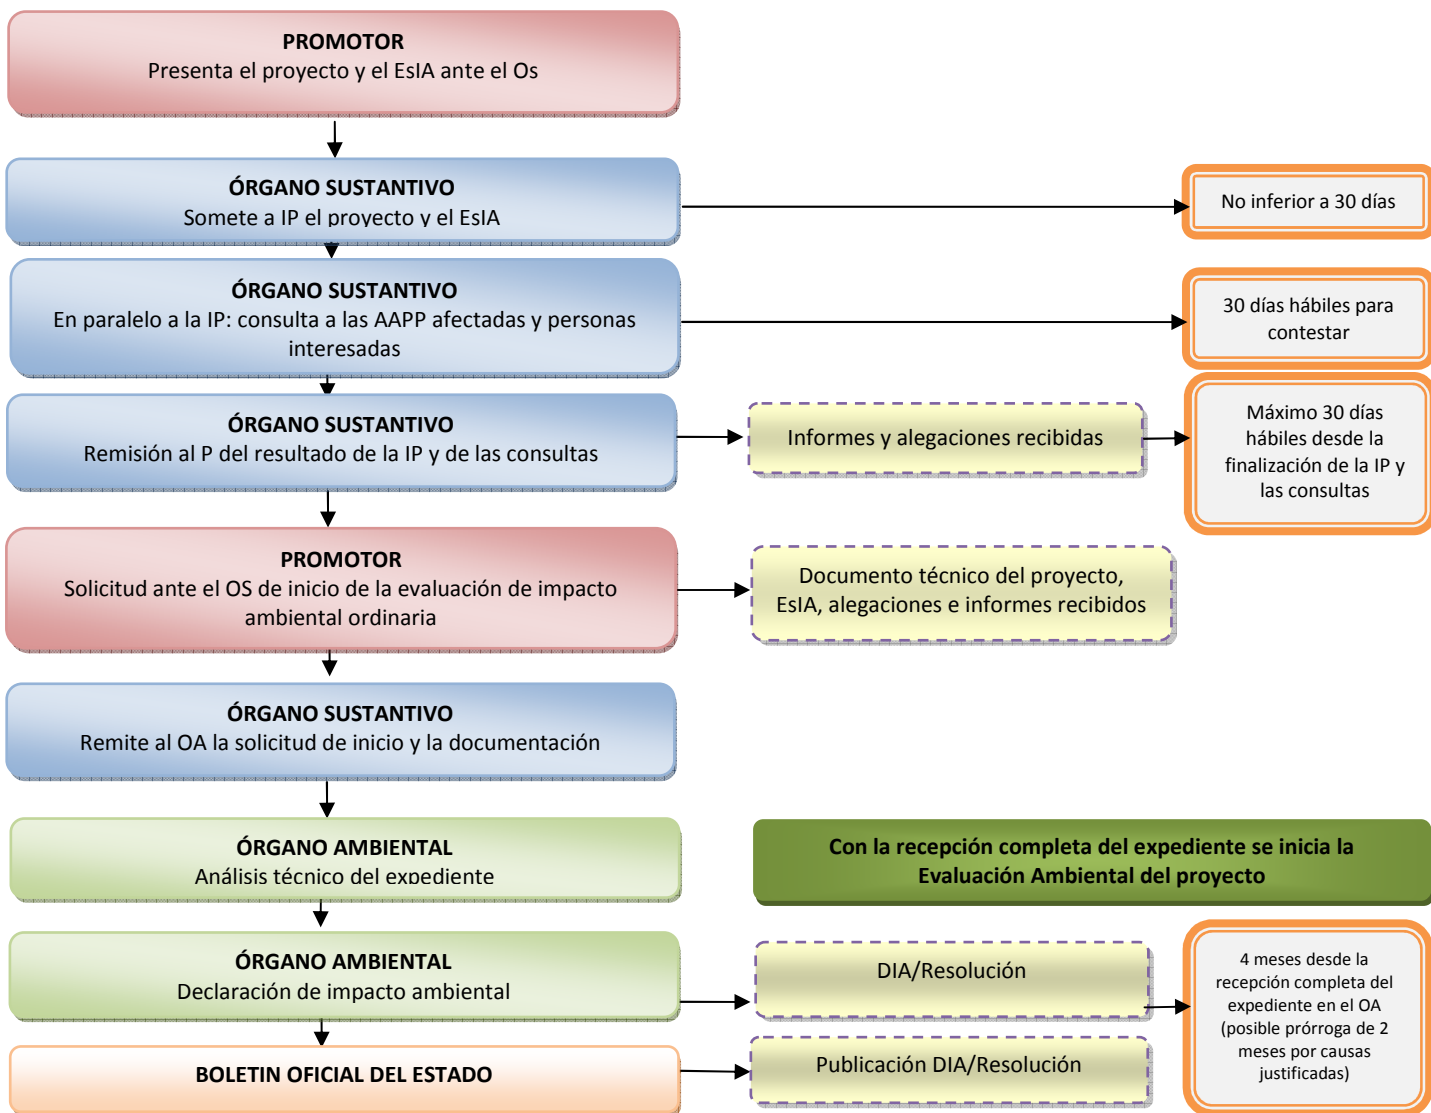 PROMOTOR
Presenta el proyecto y el EsIA ante el Os
ÓRGANO SUSTANTIVO
Somete a IP el proyecto y el EsIA
No inferior a 30 días
ÓRGANO SUSTANTIVO
En paralelo a la IP: consulta a las AAPP afectadas y personas
interesadas
30 días hábiles para
contestar
ÓRGANO SUSTANTIVO
Remisión al P del resultado de la IP y de las consultas
Informes y alegaciones recibidas
Máximo 30 días
hábiles desde la
finalización de la IP y
las consultas
PROMOTOR
Solicitud ante el OS de inicio de la evaluación de impacto
ambiental ordinaria
Documento técnico del proyecto,
EsIA, alegaciones e informes recibidos
ÓRGANO SUSTANTIVO
Remite al OA la solicitud de inicio y la documentación
ÓRGANO AMBIENTAL
Análisis técnico del expediente
Con la recepción completa del expediente se inicia la
Evaluación Ambiental del proyecto
ÓRGANO AMBIENTAL
Declaración de impacto ambiental
DIA/Resolución
4 meses desde la
recepción completa del
expediente en el OA
(posible prórroga de 2
meses por causas
justificadas)
BOLETIN OFICIAL DEL ESTADO
Publicación DIA/Resolución